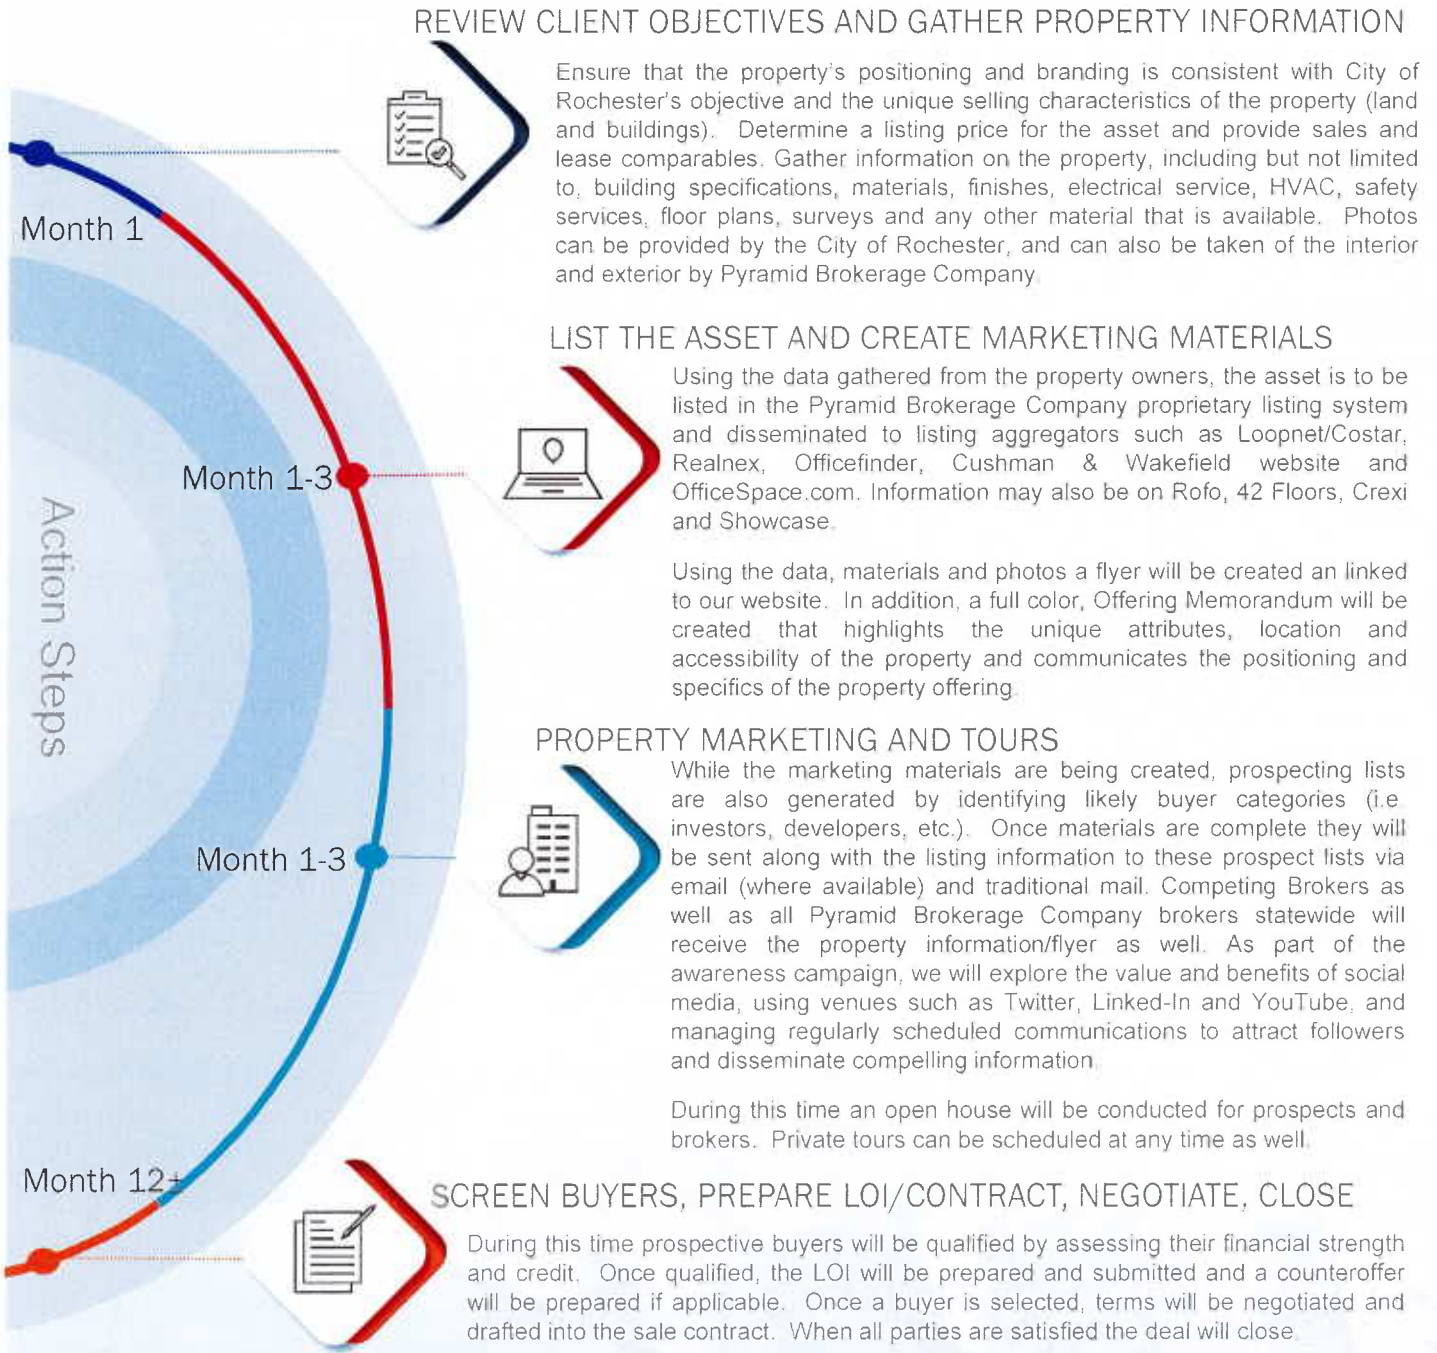 REVIEW CLIENT OBJECTIVES AND GATHER PROPERTY INFORMATION
Ensure that the property's positioning and branding is consistent with City of
Rochester's objective and the unique selling characteristics of the property (land
and buildings). Determine a listing price for the asset and provide sales and
lease comparables. Gather information on the property, including but not limited
to, building specifications, materials, finishes, electrical service, HVAC, safety
services, floor plans, surveys and any other material that is available. Photos
can be provided by the City of Rochester, and can also be taken of the interior
and exterior by Pyramid Brokerage Company.
Month 1
LIST THE ASSET AND CREATE MARKETING MATERIALS
Using the data gathered from the property owners, the asset is to be
listed in the Pyramid Brokerage Company proprietary listing system
and disseminated to listing aggregators such as Loopnet/Costar,
Realnex, Officefinder, Cushman & Wakefield website and
OfficeSpace.com. Information may also be on Rofo, 42 Floors, Crexi
and Showcase.
Month 1-3
Using the data, materials and photos a flyer will be created an linked
to our website. In addition, a full color, Offering Memorandum will be
created that highlights the unique attributes, location and
accessibility of the property and communicates the positioning and
specifics of the property offering.
Action Steps
PROPERTY MARKETING AND TOURS
While the marketing materials are being created, prospecting lists
are also generated by identifying likely buyer categories (i.e.
investors, developers, etc.). Once materials are complete they will
be sent along with the listing information to these prospect lists via
email (where available) and traditional mail. Competing Brokers as
well as all Pyramid Brokerage Company brokers statewide will
receive the property information/flyer as well. As part of the
awareness campaign, we will explore the value and benefits of social
media, using venues such as Twitter, Linked-In and YouTube, and
managing regularly scheduled communications to attract followers
and disseminate compelling information.
Month 1-3
During this time an open house will be conducted for prospects and
brokers. Private tours can be scheduled at any time as well.
Month 12+
SCREEN BUYERS, PREPARE LOI/CONTRACT, NEGOTIATE, CLOSE
During this time prospective buyers will be qualified by assessing their financial strength
and credit. Once qualified, the LOI will be prepared and submitted and a counteroffer
will be prepared if applicable. Once a buyer is selected, terms will be negotiated and
drafted into the sale contract. When all parties are satisfied the deal will close.